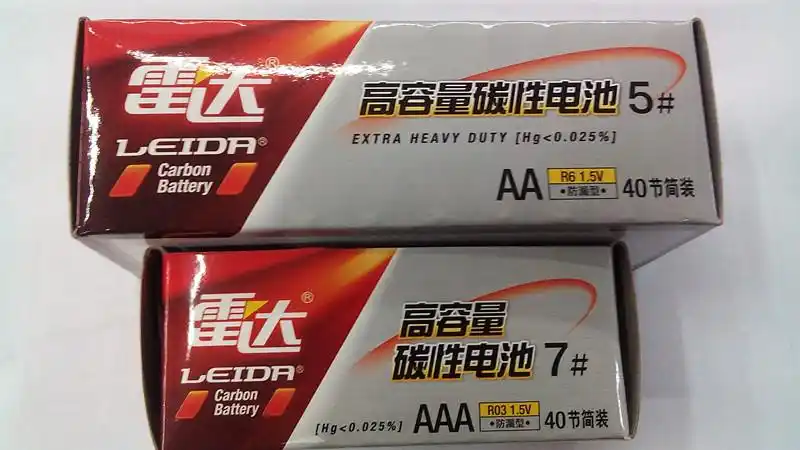 雷达®
LEIDA®
Carbon
Battery
高容量碳性电池 5#
EXTRA HEAVY DUTY [Hg<0.025%]
AA
R6 1.5V
•防漏型•
40节简装
雷达®
LEIDA®
Carbon
Battery
高容量
碳性电池 7#
[Hg<0.025%]
AAA
R03 1.5V
•防漏型•
40节简装